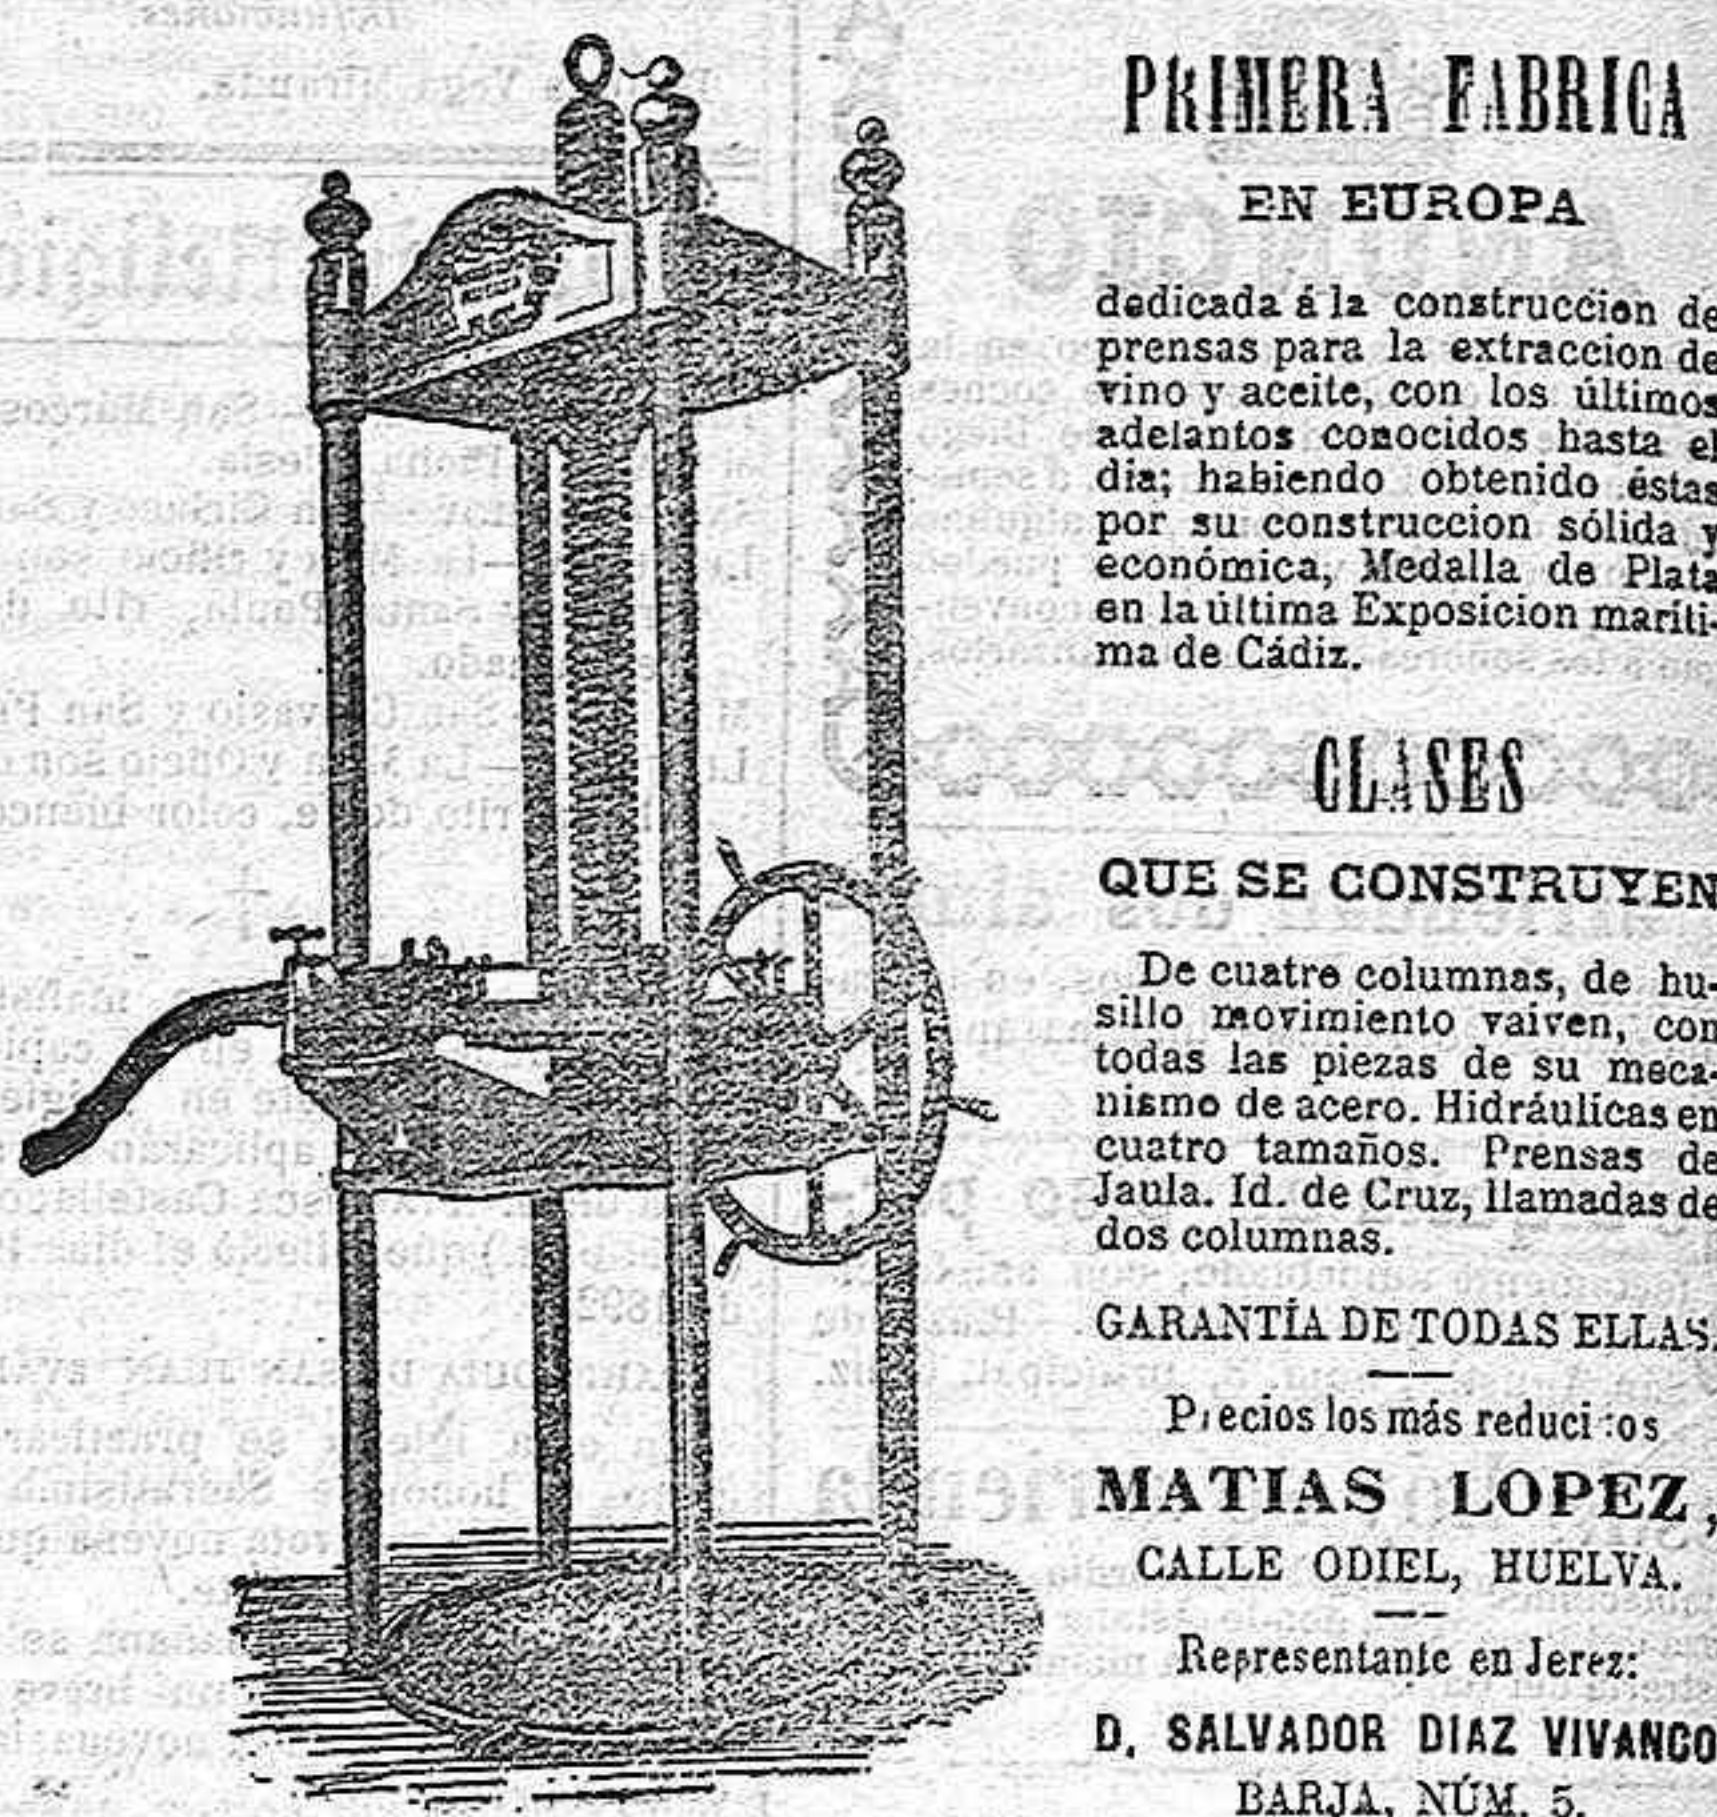 PRIMERA FABRICA
EN EUROPA
dedicada á la construccion de
prensas para la extraccion de
vino y aceite, con los últimos
adelantos conocidos hasta el
dia; habiendo obtenido éstas
por su construccion sólida y
económica, Medalla de Plata
en la última Exposicion maríti-
ma de Cádiz.
CLASES
QUE SE CONSTRUYEN
De cuatro columnas, de hu-
sillo movimiento vaiven, con
todas las piezas de su meca-
nismo de acero. Hidráulicas en
cuatro tamaños. Prensas de
Jaula. Id. de Cruz, llamadas de
dos columnas.
GARANTÍA DE TODAS ELLAS.
Precios los más reducidos
MATIAS LOPEZ,
CALLE ODIEL, HUELVA.
Representante en Jerez:
D. SALVADOR DIAZ VIVANCO
BARJA, NÚM. 5.